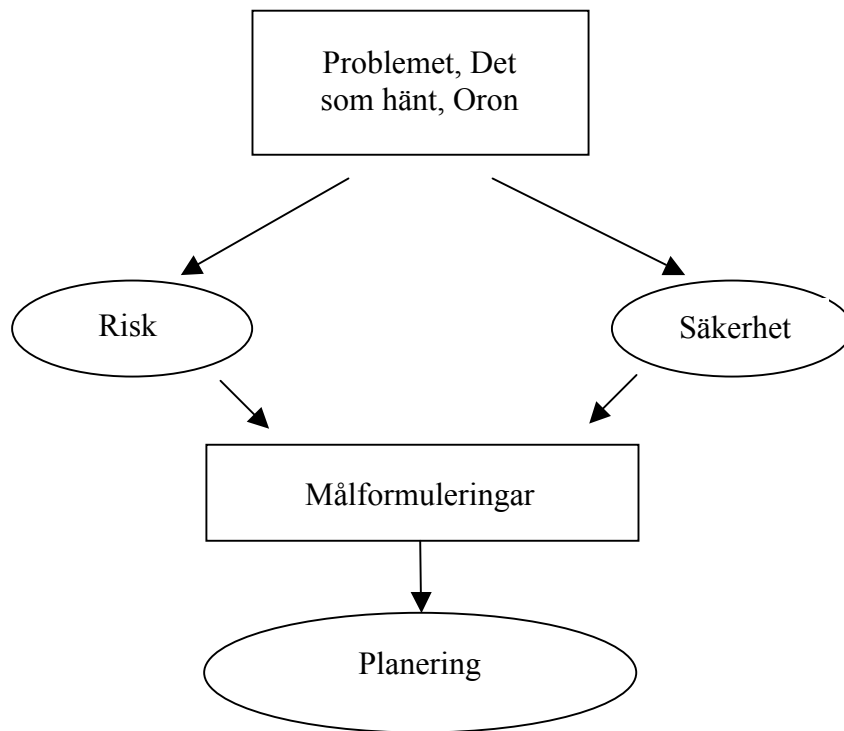 Problemet, Det
som hänt, Oron
Risk
Säkerhet
Målformuleringar
Planering